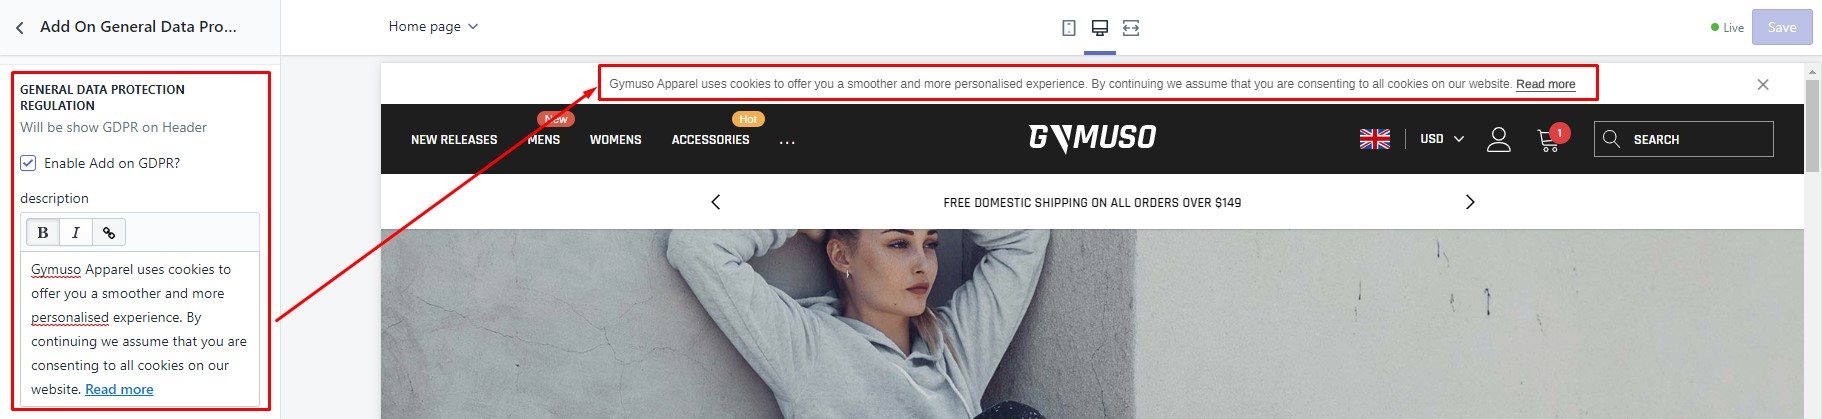 Add On General Data Pro...
Home page
Live
Save
GENERAL DATA PROTECTION
REGULATION
Will be show GDPR on Header
Enable Add on GDPR?
description
B I
Gymuso Apparel uses cookies to
offer you a smoother and more
personalised experience. By
continuing we assume that you are
consenting to all cookies on our
website. Read more
Gymuso Apparel uses cookies to offer you a smoother and more personalised experience. By continuing we assume that you are consenting to all cookies on our website. Read more
New
Hot
NEW RELEASES MENS WOMENS ACCESSORIES ...
GYMUSO
USD
1
SEARCH
FREE DOMESTIC SHIPPING ON ALL ORDERS OVER $149